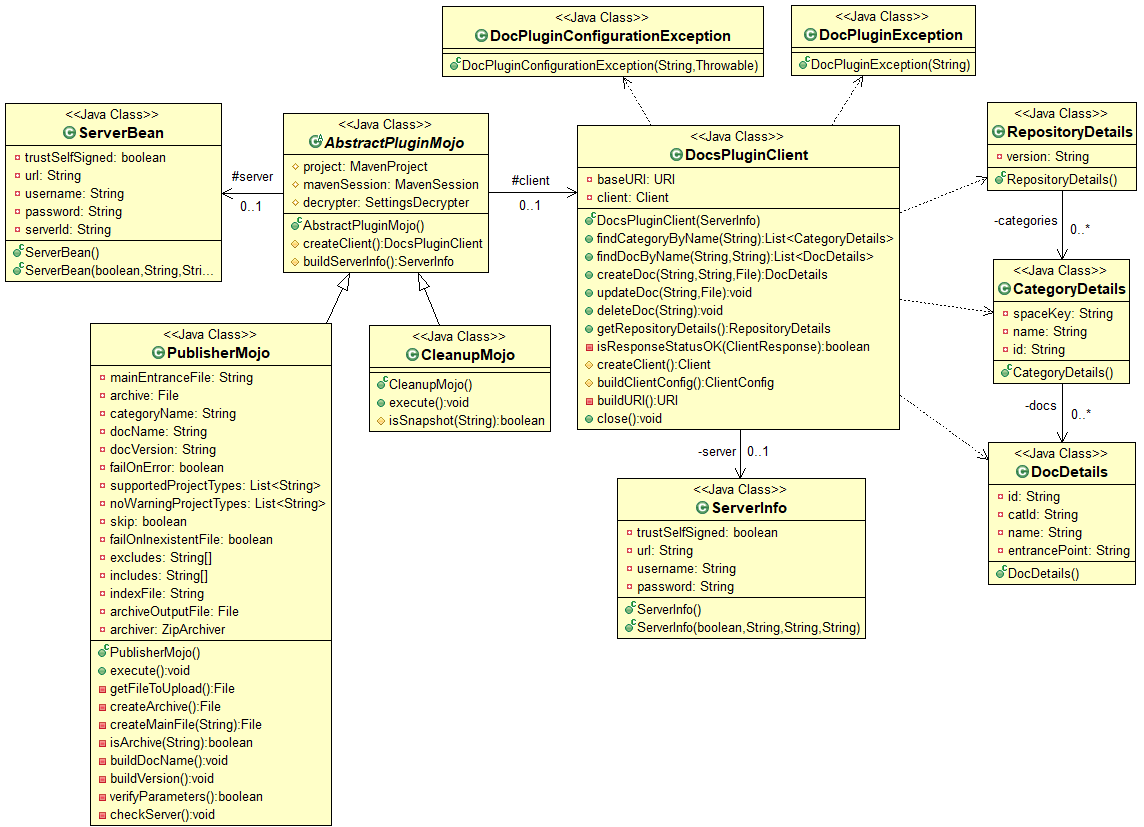 <<Java Class>>
DocPluginConfigurationException
DocPluginConfigurationException(String,Throwable)
<<Java Class>>
DocPluginException
DocPluginException(String)
<<Java Class>>
ServerBean
trustSelfSigned: boolean
url: String
username: String
password: String
serverId: String
ServerBean()
ServerBean(boolean,String,Stri...
#server
0..1
<<Java Class>>
AbstractPluginMojo
project: MavenProject
mavenSession: MavenSession
decrypter: SettingsDecrypter
AbstractPluginMojo()
createClient():DocsPluginClient
buildServerInfo():ServerInfo
#client
0..1
<<Java Class>>
DocsPluginClient
baseURI: URI
client: Client
DocsPluginClient(ServerInfo)
findCategoryByName(String):List<CategoryDetails>
findDocByName(String,String):List<DocDetails>
createDoc(String,String,File):DocDetails
updateDoc(String,File):void
deleteDoc(String):void
getRepositoryDetails():RepositoryDetails
isResponseStatusOK(ClientResponse):boolean
createClient():Client
buildClientConfig():ClientConfig
buildURI():URI
close():void
<<Java Class>>
RepositoryDetails
version: String
RepositoryDetails()
-categories
0..*
<<Java Class>>
CategoryDetails
spaceKey: String
name: String
id: String
CategoryDetails()
-docs
0..*
<<Java Class>>
DocDetails
id: String
catId: String
name: String
entrancePoint: String
DocDetails()
<<Java Class>>
PublisherMojo
mainEntranceFile: String
archive: File
categoryName: String
docName: String
docVersion: String
failOnError: boolean
supportedProjectTypes: List<String>
noWarningProjectTypes: List<String>
skip: boolean
failOnInexistentFile: boolean
excludes: String[]
includes: String[]
indexFile: String
archiveOutputFile: File
archiver: ZipArchiver
PublisherMojo()
execute():void
getFileToUpload():File
createArchive():File
createMainFile(String):File
isArchive(String):boolean
buildDocName():void
buildVersion():void
verifyParameters():boolean
checkServer():void
<<Java Class>>
CleanupMojo
CleanupMojo()
execute():void
isSnapshot(String):boolean
-server
0..1
<<Java Class>>
ServerInfo
trustSelfSigned: boolean
url: String
username: String
password: String
ServerInfo()
ServerInfo(boolean,String,String,String)